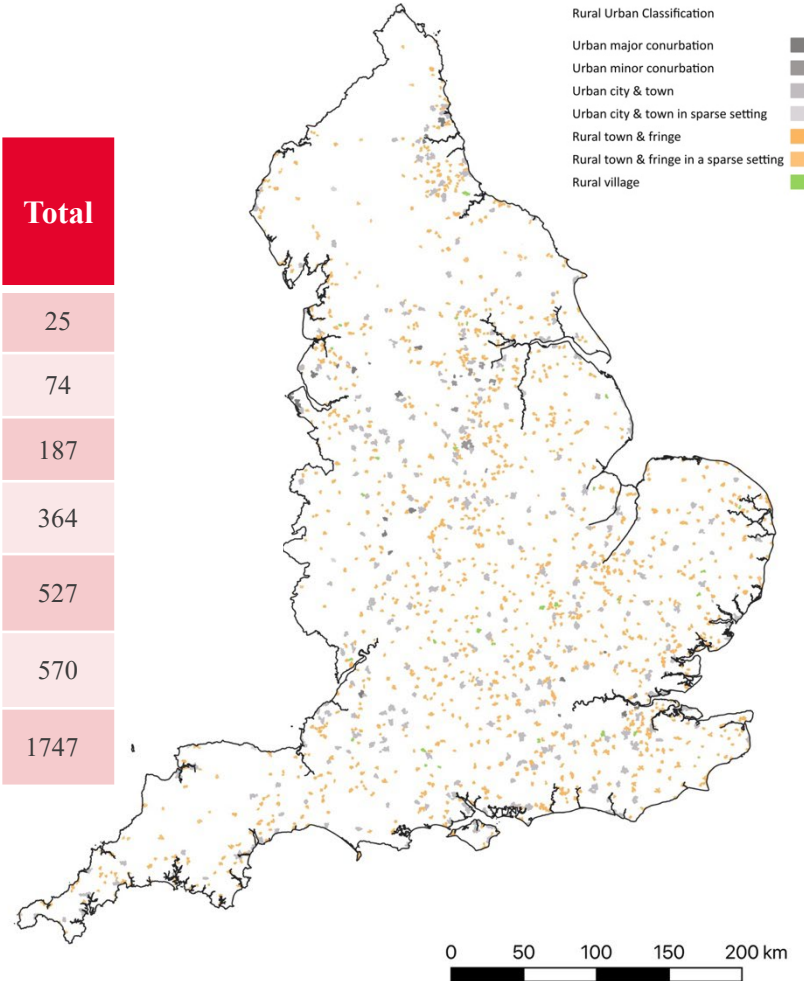 Rural Urban Classification
Urban major conurbation
Urban minor conurbation
Urban city & town
Urban city & town in sparse setting
Rural town & fringe
Rural town & fringe in a sparse setting
Rural village
Total
25
74
187
364
527
570
1747
0 50 100 150 200 km